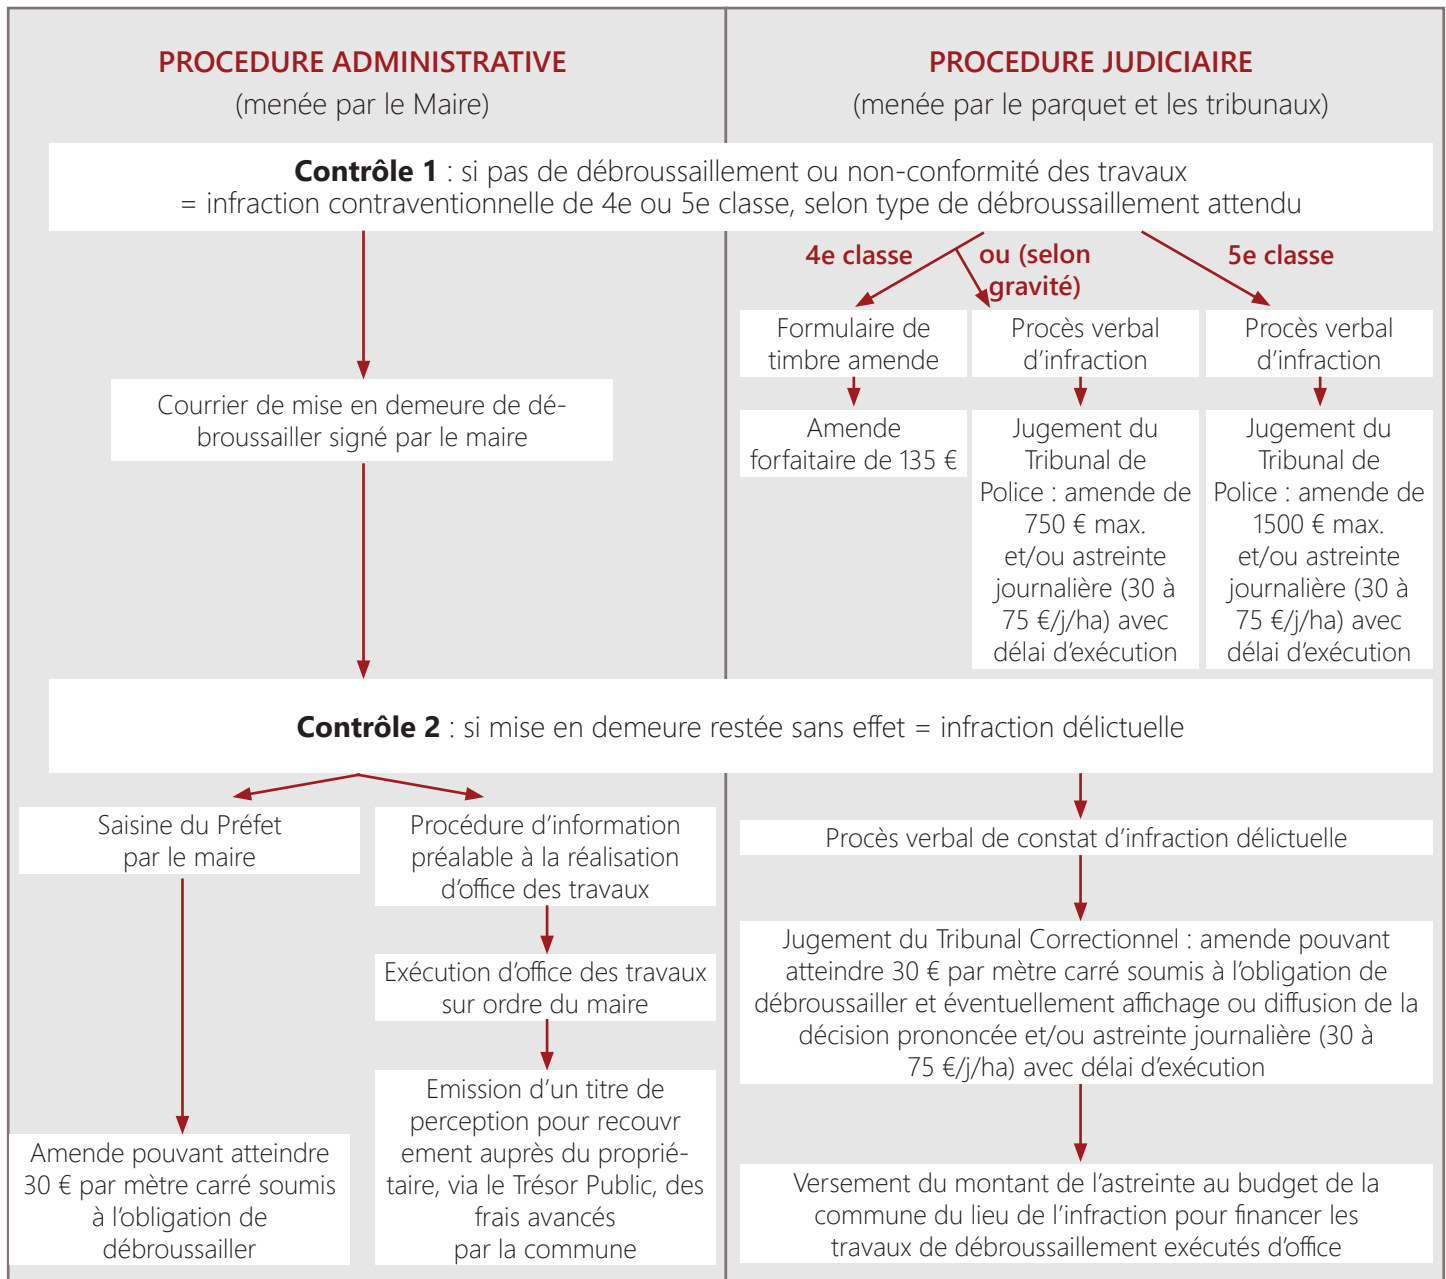 PROCEDURE ADMINISTRATIVE
(menée par le Maire)
PROCEDURE JUDICIAIRE
(menée par le parquet et les tribunaux)
Contrôle 1 : si pas de débroussaillement ou non-conformité des travaux
= infraction contraventionnelle de 4e ou 5e classe, selon type de débroussaillement attendu
Courrier de mise en demeure de dé-
broussailler signé par le maire
4e classe
ou (selon
gravité)
5e classe
Formulaire de
timbre amende
Amende
forfaitaire de 135 €
Procès verbal
d’infraction
Jugement du
Tribunal de
Police : amende de
750 € max.
et/ou astreinte
journalière (30 à
75 €/j/ha) avec
délai d’exécution
Procès verbal
d’infraction
Jugement du
Tribunal de
Police : amende de
1500 € max.
et/ou astreinte
journalière (30 à
75 €/j/ha) avec
délai d’exécution
Contrôle 2 : si mise en demeure restée sans effet = infraction délictuelle
Saisine du Préfet
par le maire
Amende pouvant atteindre
30 € par mètre carré soumis
à l’obligation de
débroussailler
Procédure d’information
préalable à la réalisation
d’office des travaux
Exécution d’office des travaux
sur ordre du maire
Emission d’un titre de
perception pour recouvr
ement auprès du proprié-
taire, via le Trésor Public, des
frais avancés
par la commune
Procès verbal de constat d’infraction délictuelle
Jugement du Tribunal Correctionnel : amende pouvant
atteindre 30 € par mètre carré soumis à l’obligation de
débroussailler et éventuellement affichage ou diffusion de la
décision prononcée et/ou astreinte journalière (30 à
75 €/j/ha) avec délai d’exécution
Versement du montant de l’astreinte au budget de la
commune du lieu de l’infraction pour financer les
travaux de débroussaillement exécutés d’office